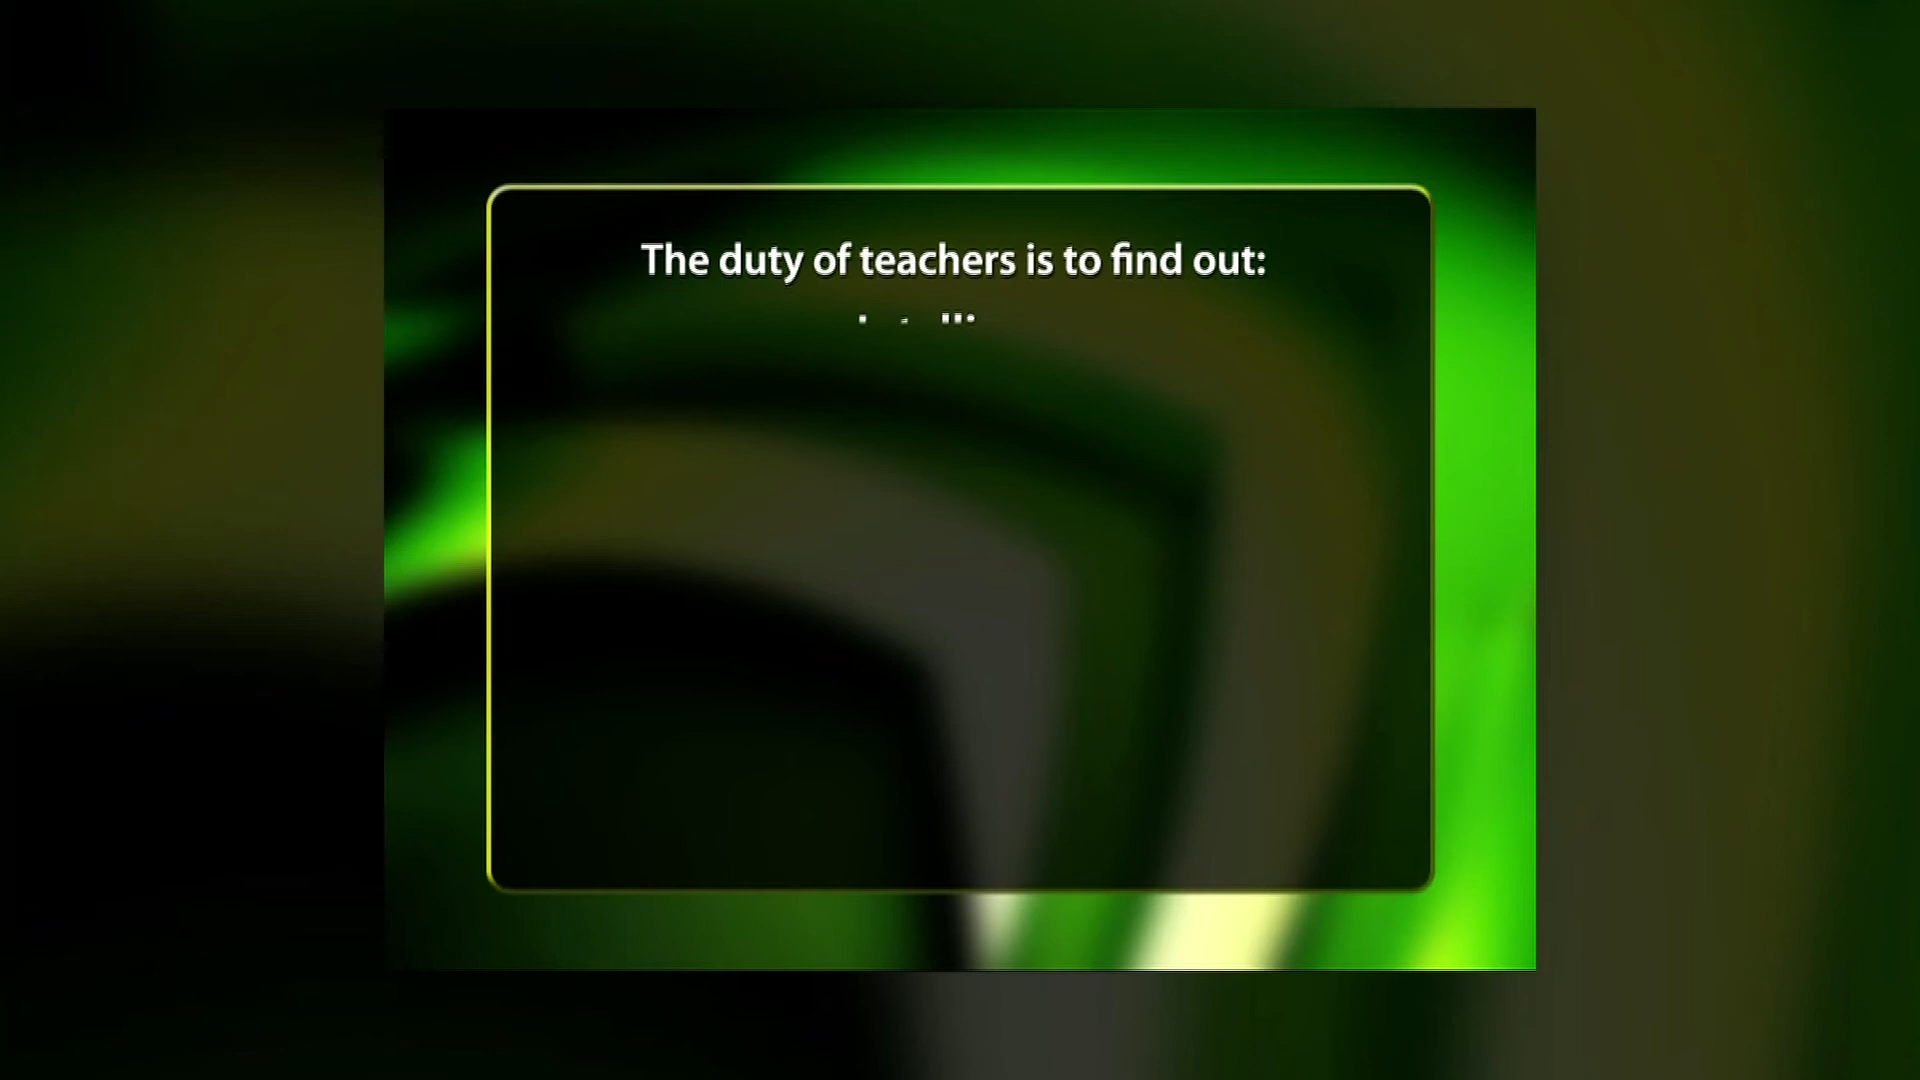 The duty of teachers is to find out: